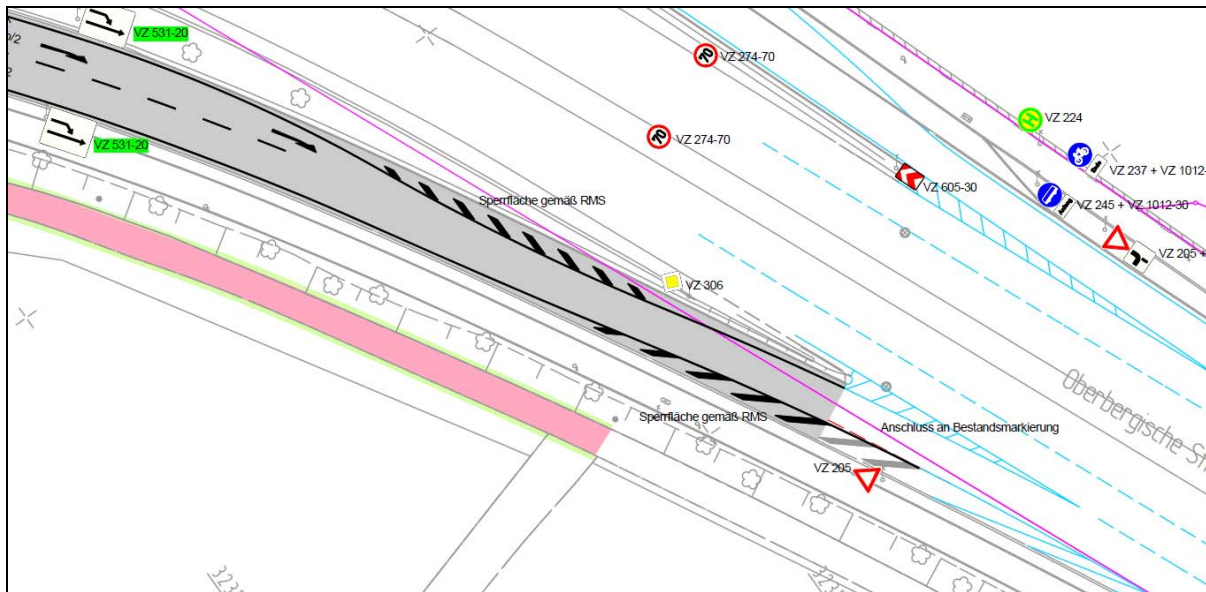 VZ 531-20
VZ 274-70
VZ 224
70
VZ 274-70
70
H
VZ 531-20
VZ 605-30
VZ 237 + VZ 1012-
VZ 245 + VZ 1012-30
Sperrfläche gemäß RMS
VZ 205 +
VZ 306
Oberbergische St
Sperrfläche gemäß RMS
Anschluss an Bestandsmarkierung
VZ 205